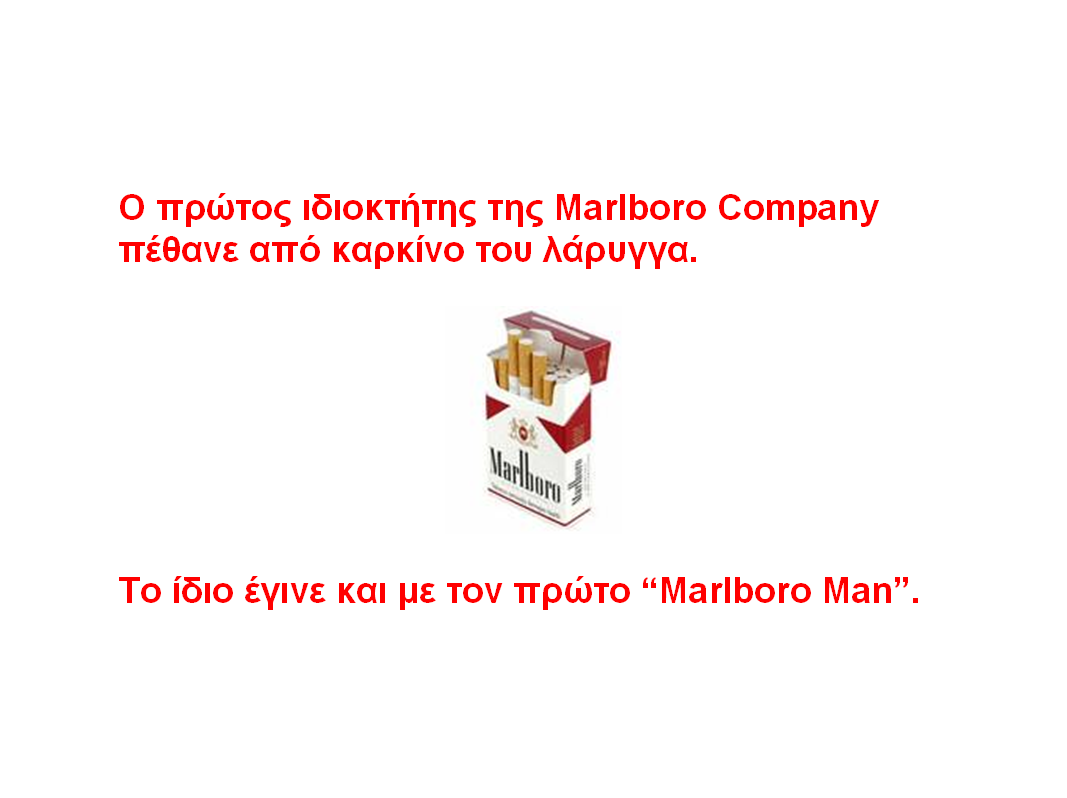 Ο πρώτος ιδιοκτήτης της Marlboro Company
πέθανε από καρκίνο του λάρυγγα.
Marlboro
Marlboro
Το ίδιο έγινε και με τον πρώτο “Marlboro Man”.